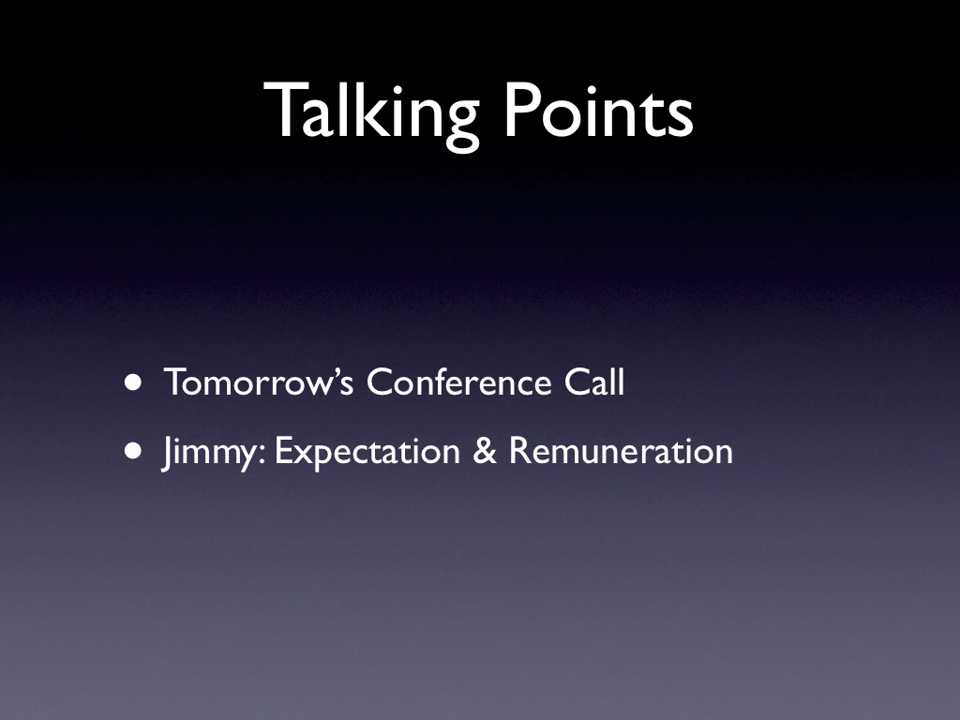 Talking Points
• Tomorrow’s Conference Call
• Jimmy: Expectation & Remuneration